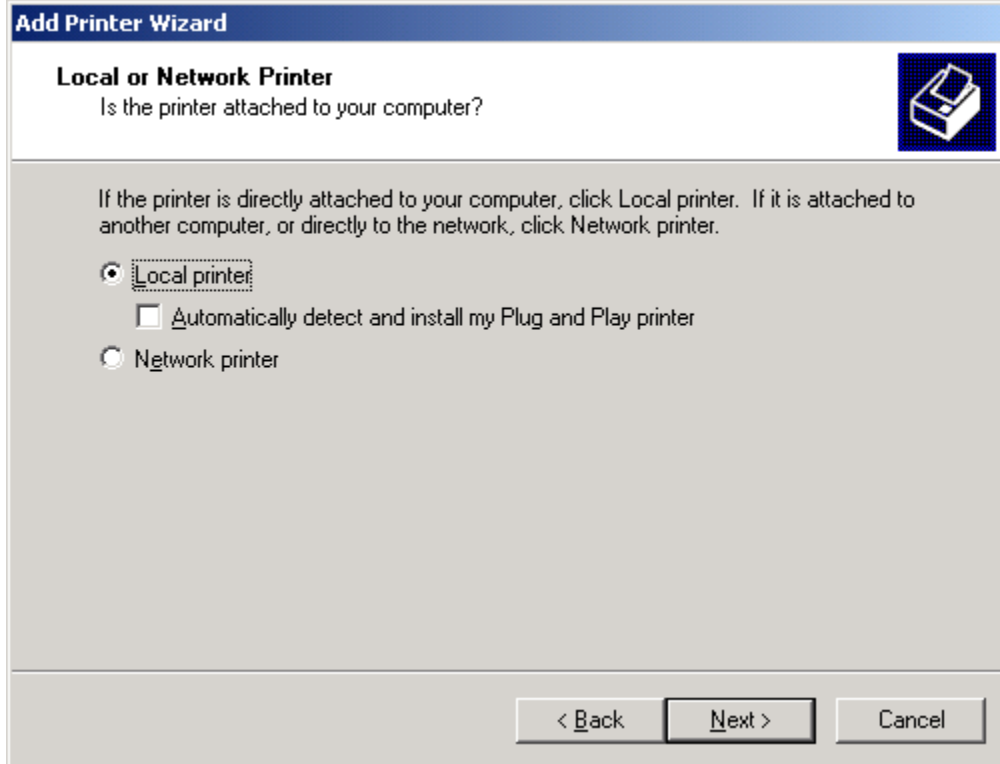 Add Printer Wizard
Local or Network Printer
Is the printer attached to your computer?
If the printer is directly attached to your computer, click Local printer.  If it is attached to
another computer, or directly to the network, click Network printer.
Local printer
Automatically detect and install my Plug and Play printer
Network printer
< Back Next > Cancel